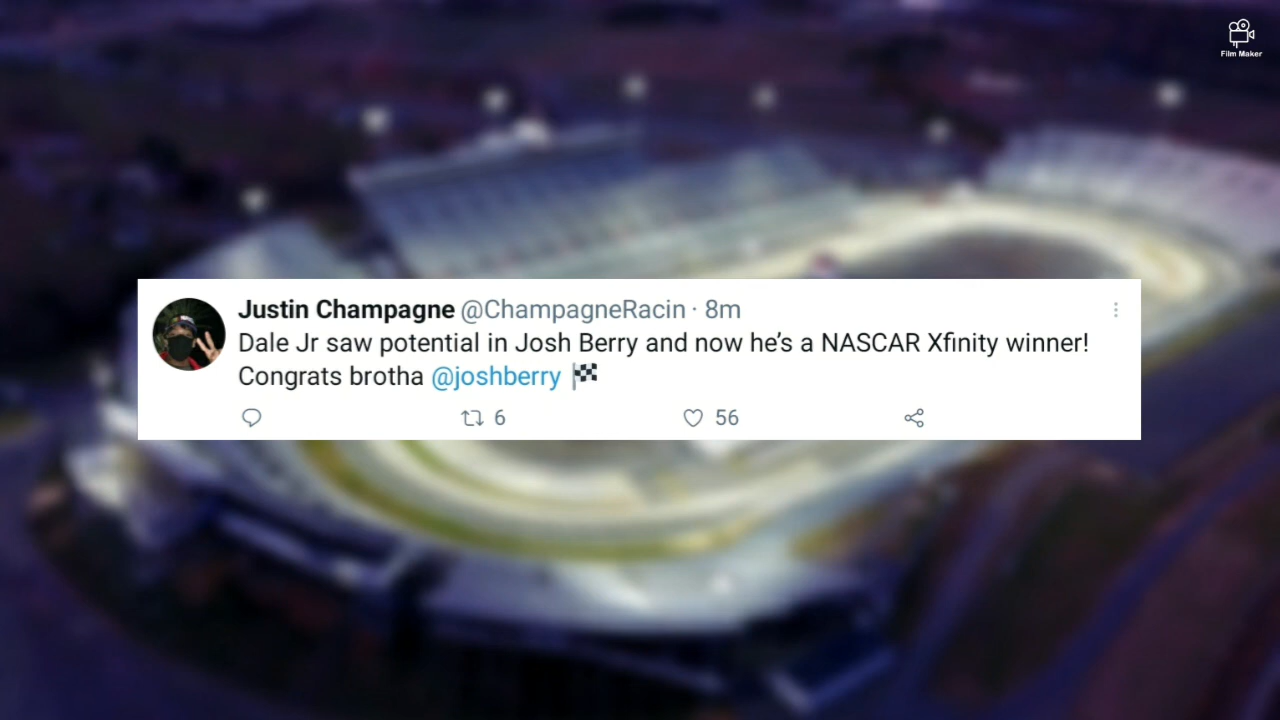 Film Maker
Justin Champagne @ChampagneRacin · 8m
Dale Jr saw potential in Josh Berry and now he's a NASCAR Xfinity winner!
Congrats brotha @joshberry 🏁
6 56